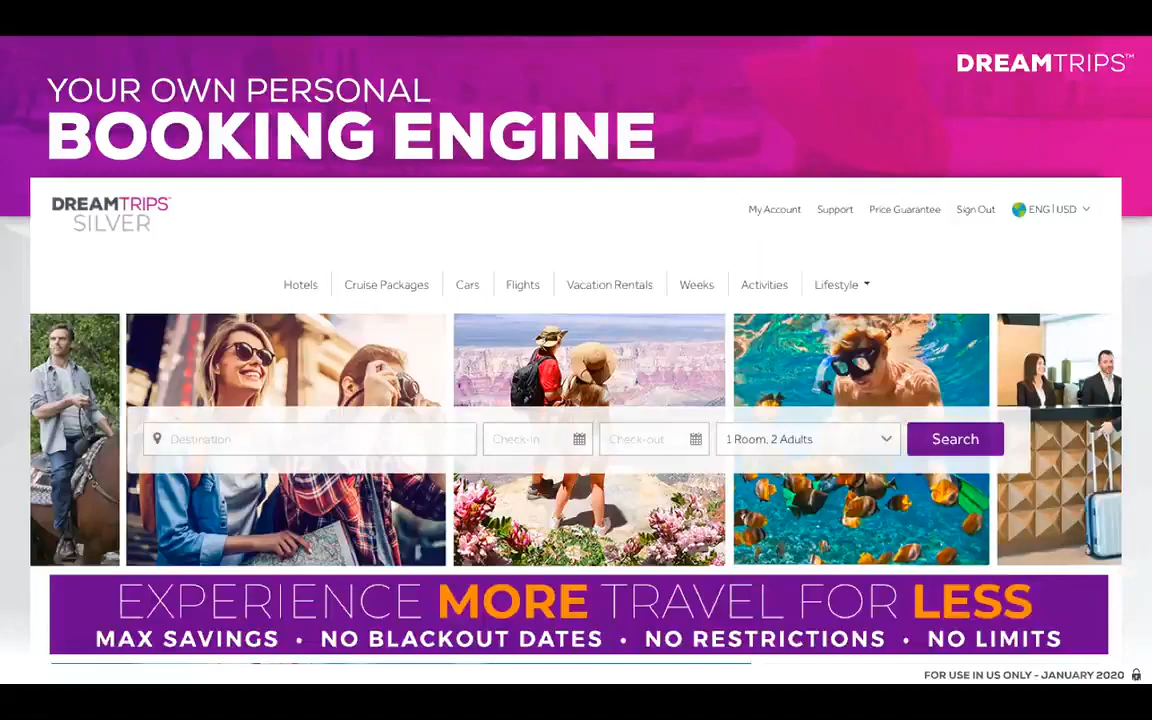 DREAMTRIPS™
YOUR OWN PERSONAL
BOOKING ENGINE
DREAMTRIPS™
SILVER
My Account Support Price Guarantee Sign Out ENG | USD
Hotels Cruise Packages Cars Flights Vacation Rentals Weeks Activities Lifestyle
Destination Check-in Check-out 1 Room, 2 Adults Search
EXPERIENCE MORE TRAVEL FOR LESS
MAX SAVINGS • NO BLACKOUT DATES • NO RESTRICTIONS • NO LIMITS
FOR USE IN US ONLY - JANUARY 2020